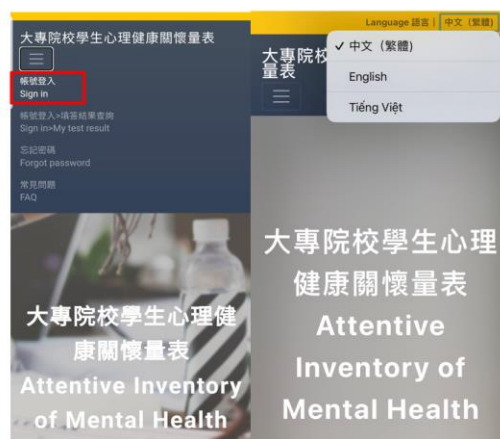 大專院校學生心理健康關懷量表
帳號登入
Sign in
帳號登入>填答結果查詢
Sign in>My test result
忘記密碼
Forgot password
常見問題
FAQ
大專院校學生心理健
康關懷量表
Attentive Inventory
of Mental Health
Language 語言 | 中文 (繁體)
大專院校
量表
✓ 中文 (繁體)
English
Tiếng Việt
大專院校學生心理
健康關懷量表
Attentive
Inventory of
Mental Health